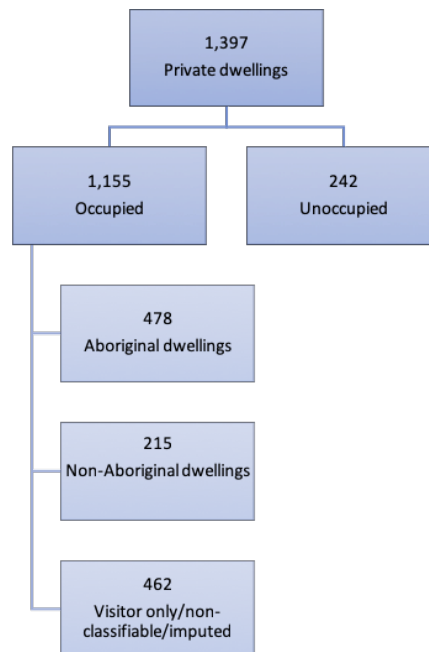 1,397
Private dwellings
1,155
Occupied
242
Unoccupied
478
Aboriginal dwellings
215
Non-Aboriginal dwellings
462
Visitor only/non-
classifiable/imputed